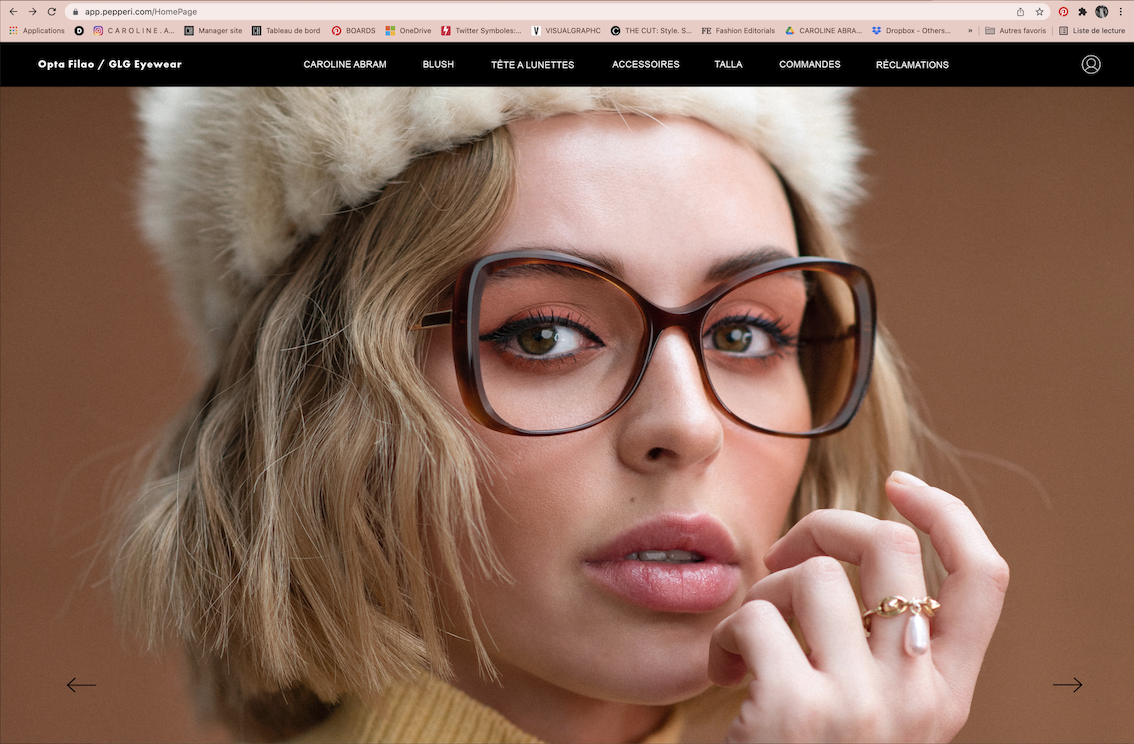 app.pepperi.com/HomePage
Applications C A R O L I N E . A... Manager site Tableau de bord BOARDS OneDrive Twitter Symboles:... VISUALGRAPHC THE CUT: Style. S... FE Fashion Editorials CAROLINE ABRA... Dropbox - Others... » Autres favoris Liste de lecture
Opta Filao / GLG Eyewear CAROLINE ABRAM BLUSH TÊTE A LUNETTES ACCESSOIRES TALLA COMMANDES RÉCLAMATIONS